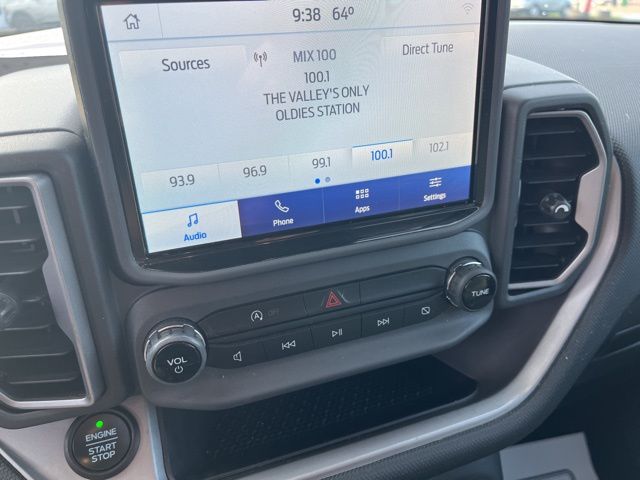 9:38 64°
Sources
MIX 100
Direct Tune
100.1
THE VALLEY'S ONLY
OLDIES STATION
93.9 96.9 99.1 100.1 102.1
Audio Phone Apps Settings
A OFF
VOL
TUNE
ENGINE
START
STOP